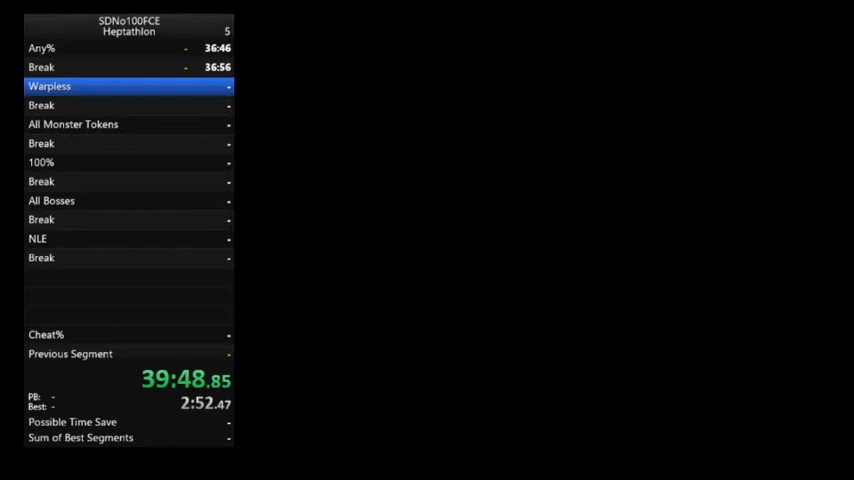 SDNo100FCE
Heptathlon 5
Any% - 36:46
Break - 36:56
Warpless -
Break -
All Monster Tokens -
Break -
100% -
Break -
All Bosses -
Break -
NLE -
Break -
Cheat% -
Previous Segment -
39:48.85
PB: -
Best: - 2:52.47
Possible Time Save -
Sum of Best Segments -